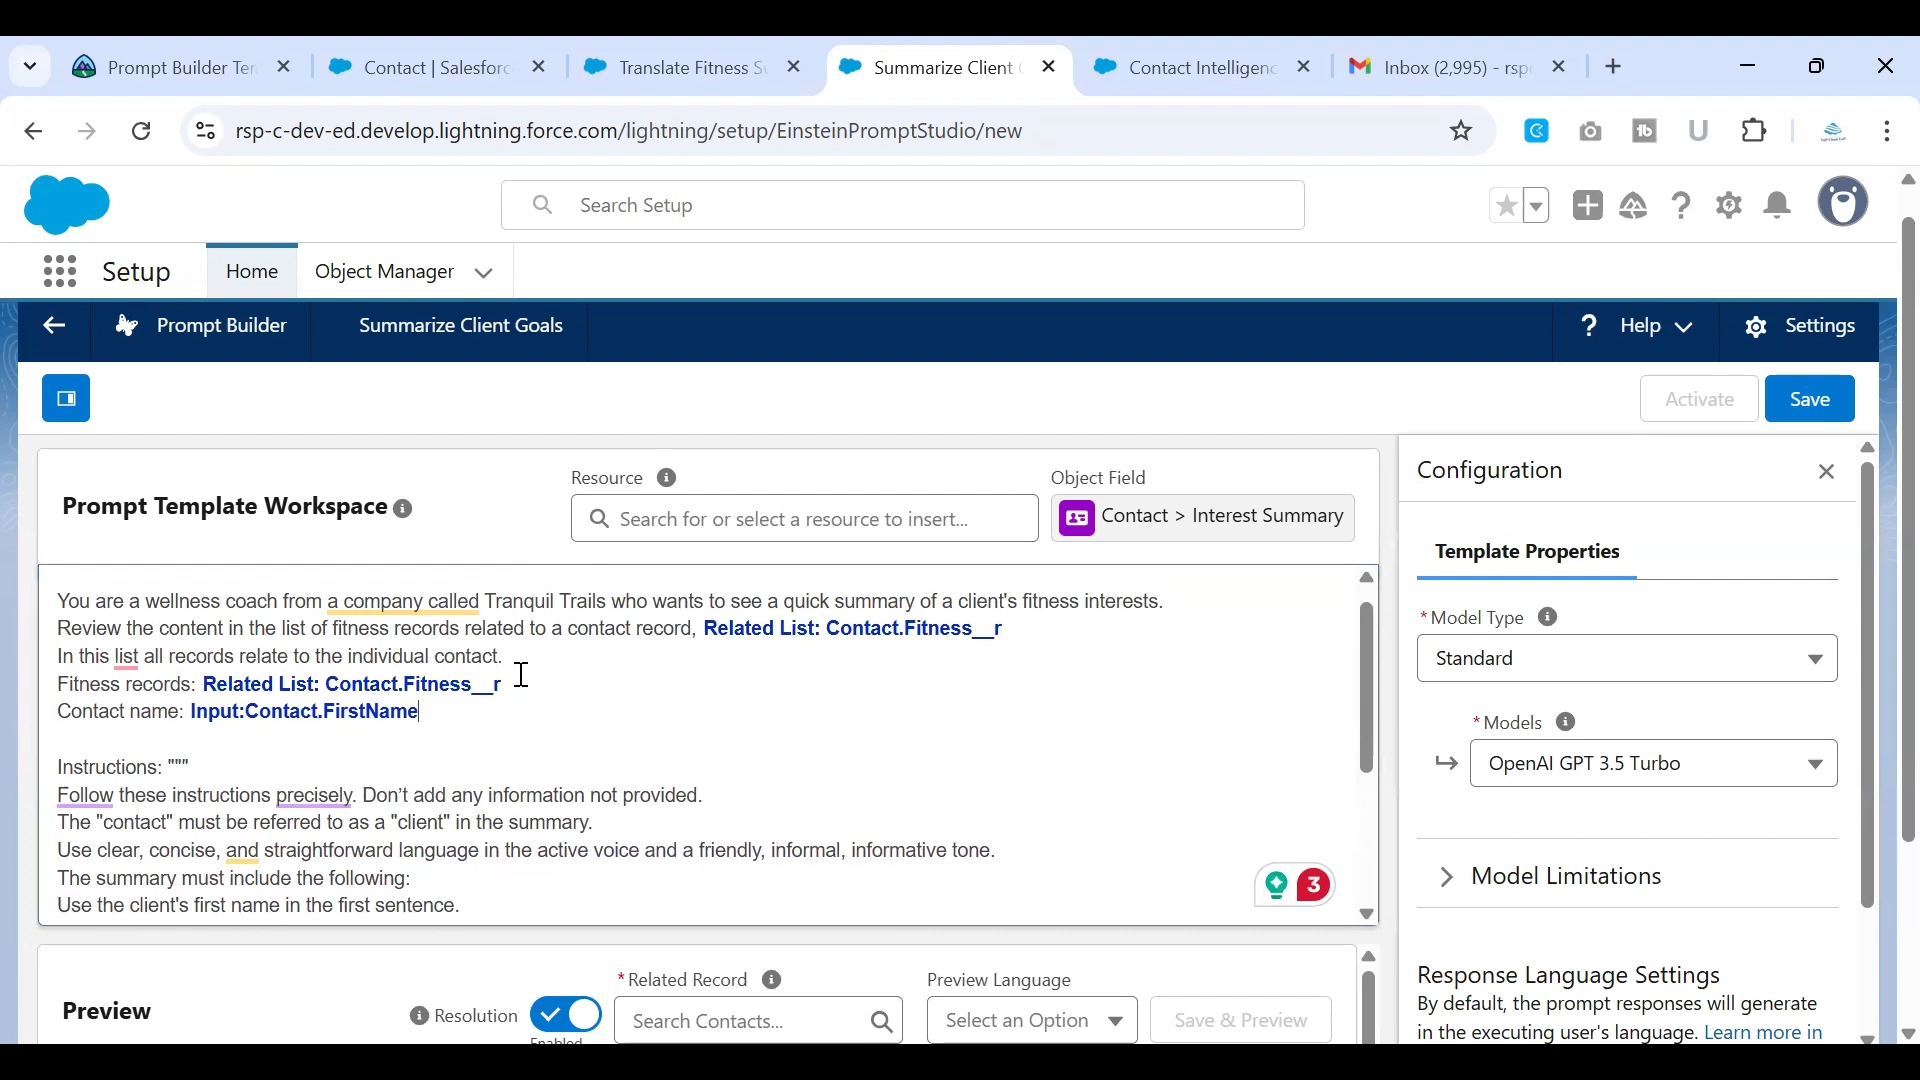 Prompt Builder Ter
Contact | Salesforc
Translate Fitness S
Summarize Client
Contact Intelligenc
Inbox (2,995) - rsp
rsp-c-dev-ed.develop.lightning.force.com/lightning/setup/EinsteinPromptStudio/new
Search Setup
Setup
Home
Object Manager
Prompt Builder
Summarize Client Goals
Help
Settings
Activate
Save
Prompt Template Workspace
Resource
Search for or select a resource to insert...
Object Field
Contact > Interest Summary
You are a wellness coach from a company called Tranquil Trails who wants to see a quick summary of a client's fitness interests.
Review the content in the list of fitness records related to a contact record, Related List: Contact.Fitness__r
In this list all records relate to the individual contact.
Fitness records: Related List: Contact.Fitness__r
Contact name: Input:Contact.FirstName
Instructions: """
Follow these instructions precisely. Don’t add any information not provided.
The "contact" must be referred to as a "client" in the summary.
Use clear, concise, and straightforward language in the active voice and a friendly, informal, informative tone.
The summary must include the following:
Use the client's first name in the first sentence.
3
Preview
Resolution
Enabled
* Related Record
Search Contacts...
Preview Language
Select an Option
Save & Preview
Configuration
Template Properties
* Model Type
Standard
* Models
OpenAI GPT 3.5 Turbo
Model Limitations
Response Language Settings
By default, the prompt responses will generate
in the executing user's language. Learn more in